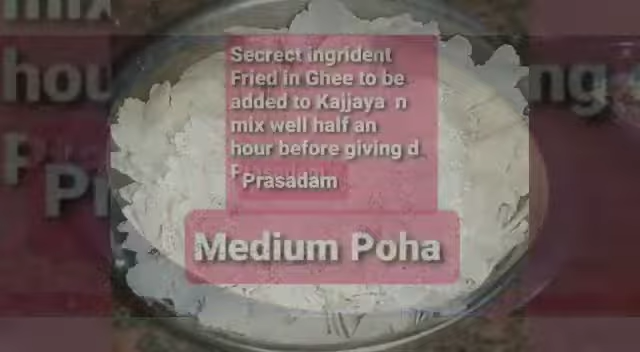 Secrect ingrident
Fried in Ghee to be
added to Kajjaya n
mix well half an
hour before giving d
Prasadam
Medium Poha